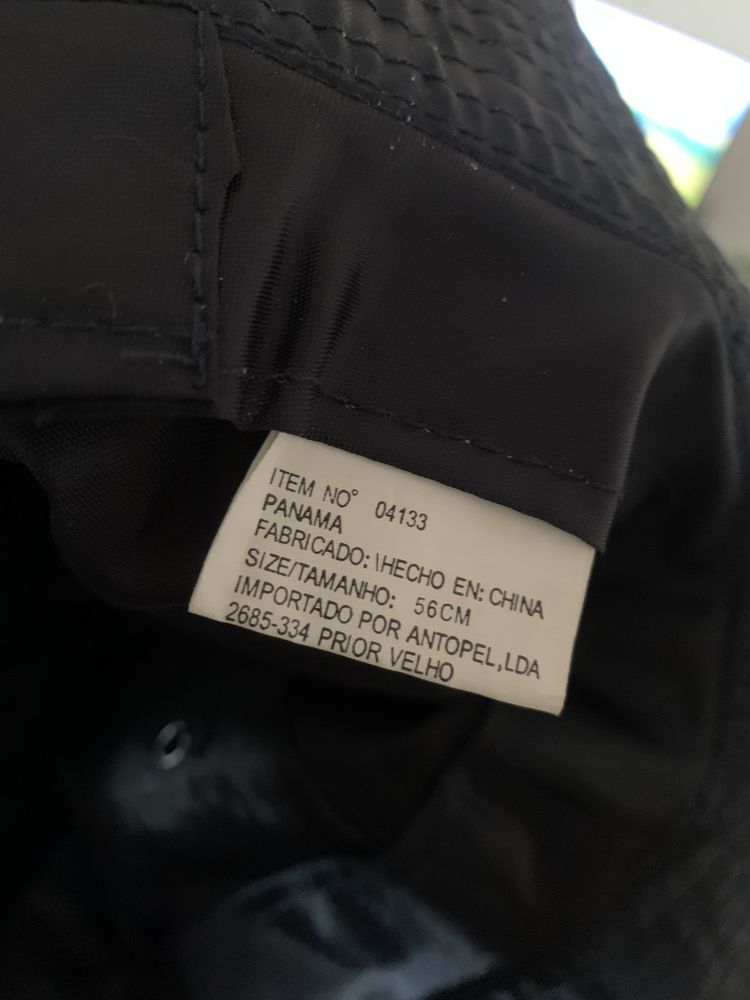 ITEM NO° 04133
PANAMA
FABRICADO: \HECHO EN: CHINA
SIZE/TAMANHO: 56CM
IMPORTADO POR ANTOPEL,LDA
2685-334 PRIOR VELHO